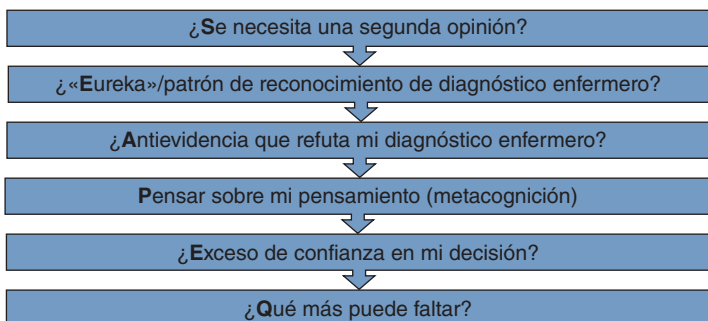 ¿Se necesita una segunda opinión?
¿«Eureka»/patrón de reconocimiento de diagnóstico enfermero?
¿Antievidencia que refuta mi diagnóstico enfermero?
Pensar sobre mi pensamiento (metacognición)
¿Exceso de confianza en mi decisión?
¿Qué más puede faltar?